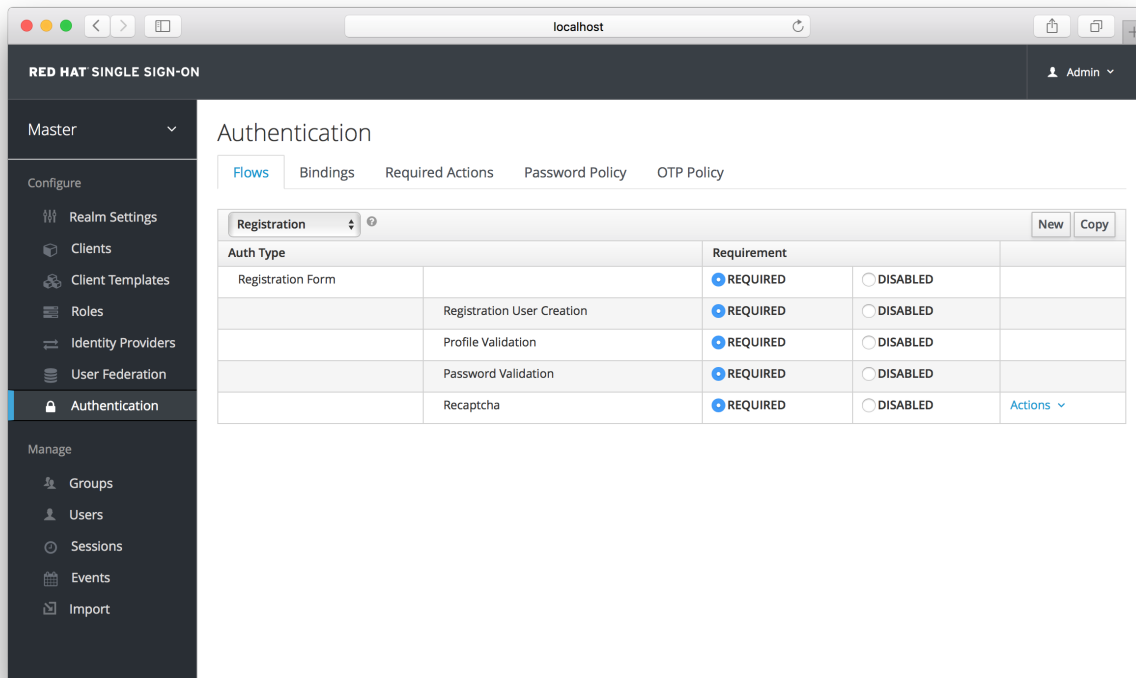 localhost
RED HAT SINGLE SIGN-ON
Admin
Master
Configure
Realm Settings
Clients
Client Templates
Roles
Identity Providers
User Federation
Authentication
Manage
Groups
Users
Sessions
Events
Import
Authentication
Flows Bindings Required Actions Password Policy OTP Policy
Registration New Copy
Auth Type Requirement
Registration Form REQUIRED DISABLED
Registration User Creation REQUIRED DISABLED
Profile Validation REQUIRED DISABLED
Password Validation REQUIRED DISABLED
Recaptcha REQUIRED DISABLED Actions